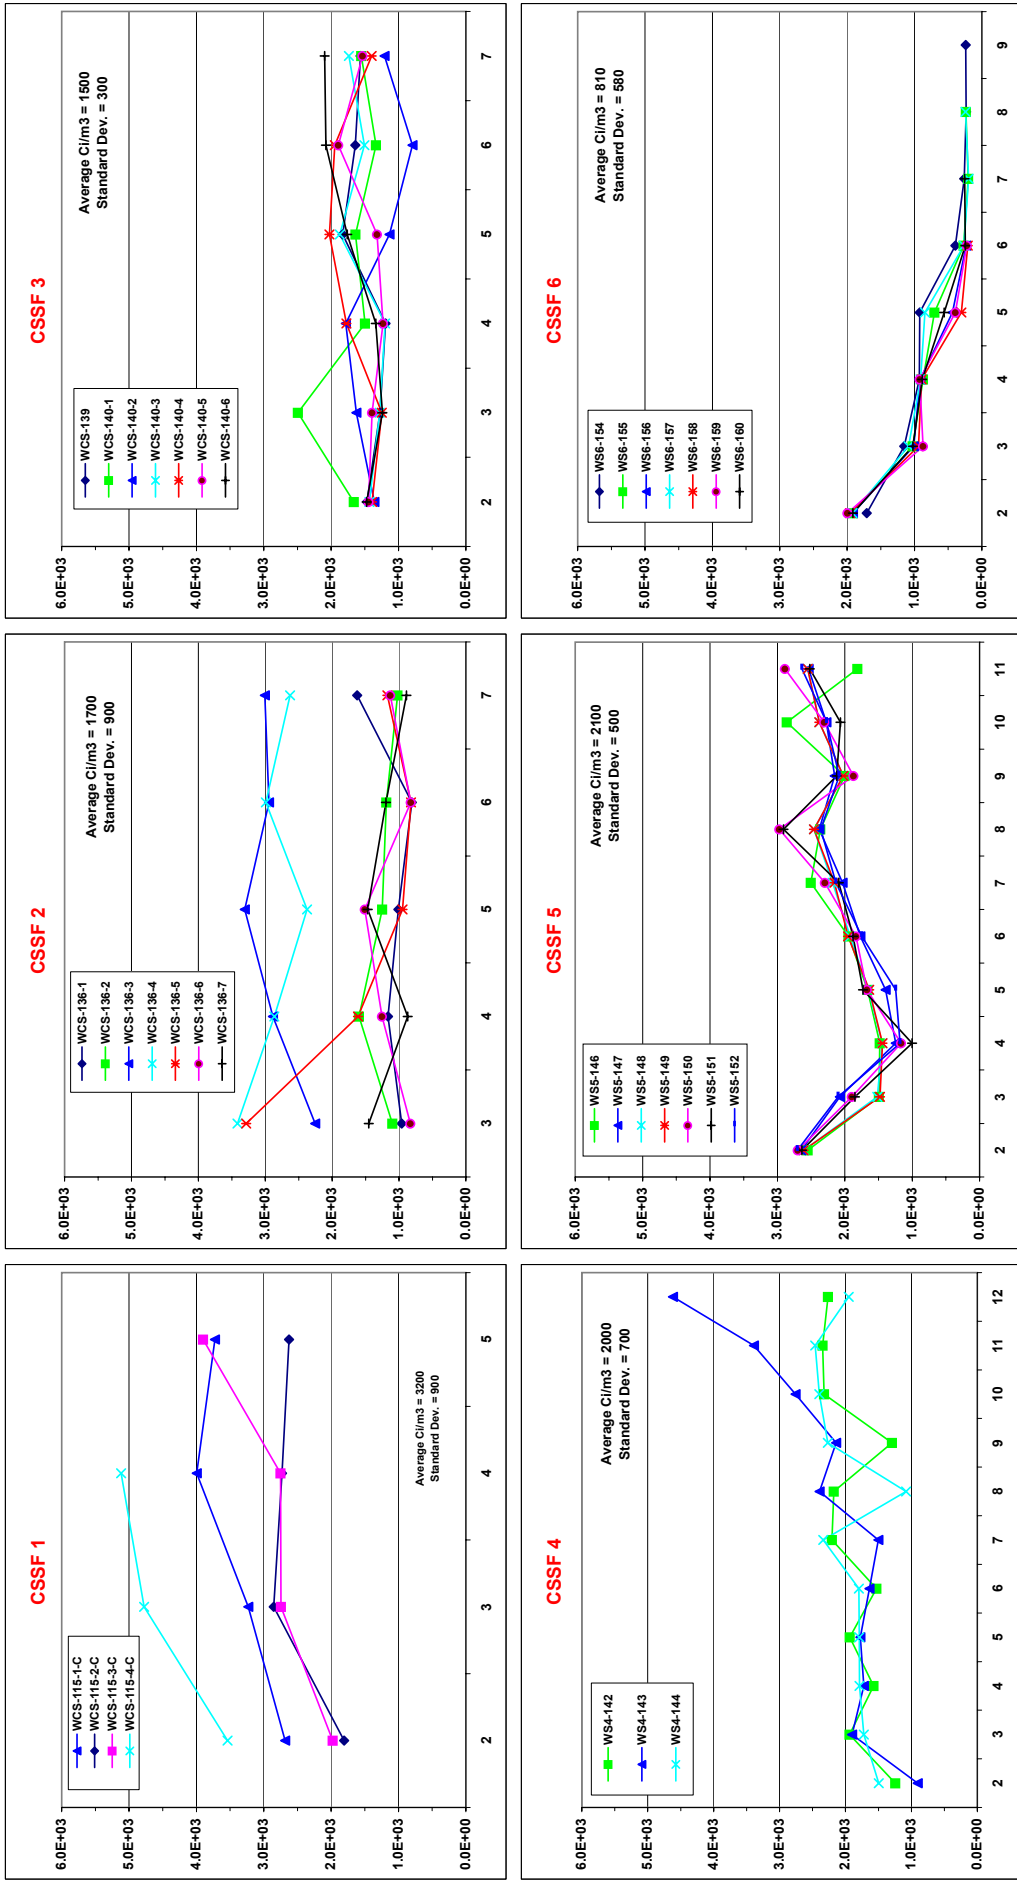 CSSF 1
6.0E+03
5.0E+03
4.0E+03
3.0E+03
2.0E+03
1.0E+03
0.0E+00
WCS-115-1-C
WCS-115-2-C
WCS-115-3-C
WCS-115-4-C
Average Ci/m3 = 3200
Standard Dev. = 900
2 3 4 5
CSSF 2
6.0E+03
5.0E+03
4.0E+03
3.0E+03
2.0E+03
1.0E+03
0.0E+00
WCS-136-1
WCS-136-2
WCS-136-3
WCS-136-4
WCS-136-5
WCS-136-6
WCS-136-7
Average Ci/m3 = 1700
Standard Dev. = 900
3 4 5 6 7
CSSF 3
6.0E+03
5.0E+03
4.0E+03
3.0E+03
2.0E+03
1.0E+03
0.0E+00
WCS-139
WCS-140-1
WCS-140-2
WCS-140-3
WCS-140-4
WCS-140-5
WCS-140-6
Average Ci/m3 = 1500
Standard Dev. = 300
2 3 4 5 6 7
CSSF 4
6.0E+03
5.0E+03
4.0E+03
3.0E+03
2.0E+03
1.0E+03
0.0E+00
WS4-142
WS4-143
WS4-144
Average Ci/m3 = 2000
Standard Dev. = 700
2 3 4 5 6 7 8 9 10 11 12
CSSF 5
6.0E+03
5.0E+03
4.0E+03
3.0E+03
2.0E+03
1.0E+03
0.0E+00
WS5-146
WS5-147
WS5-148
WS5-149
WS5-150
WS5-151
WS5-152
Average Ci/m3 = 2100
Standard Dev. = 500
2 3 4 5 6 7 8 9 10 11
CSSF 6
6.0E+03
5.0E+03
4.0E+03
3.0E+03
2.0E+03
1.0E+03
0.0E+00
WS6-154
WS6-155
WS6-156
WS6-157
WS6-158
WS6-159
WS6-160
Average Ci/m3 = 810
Standard Dev. = 580
2 3 4 5 6 7 8 9